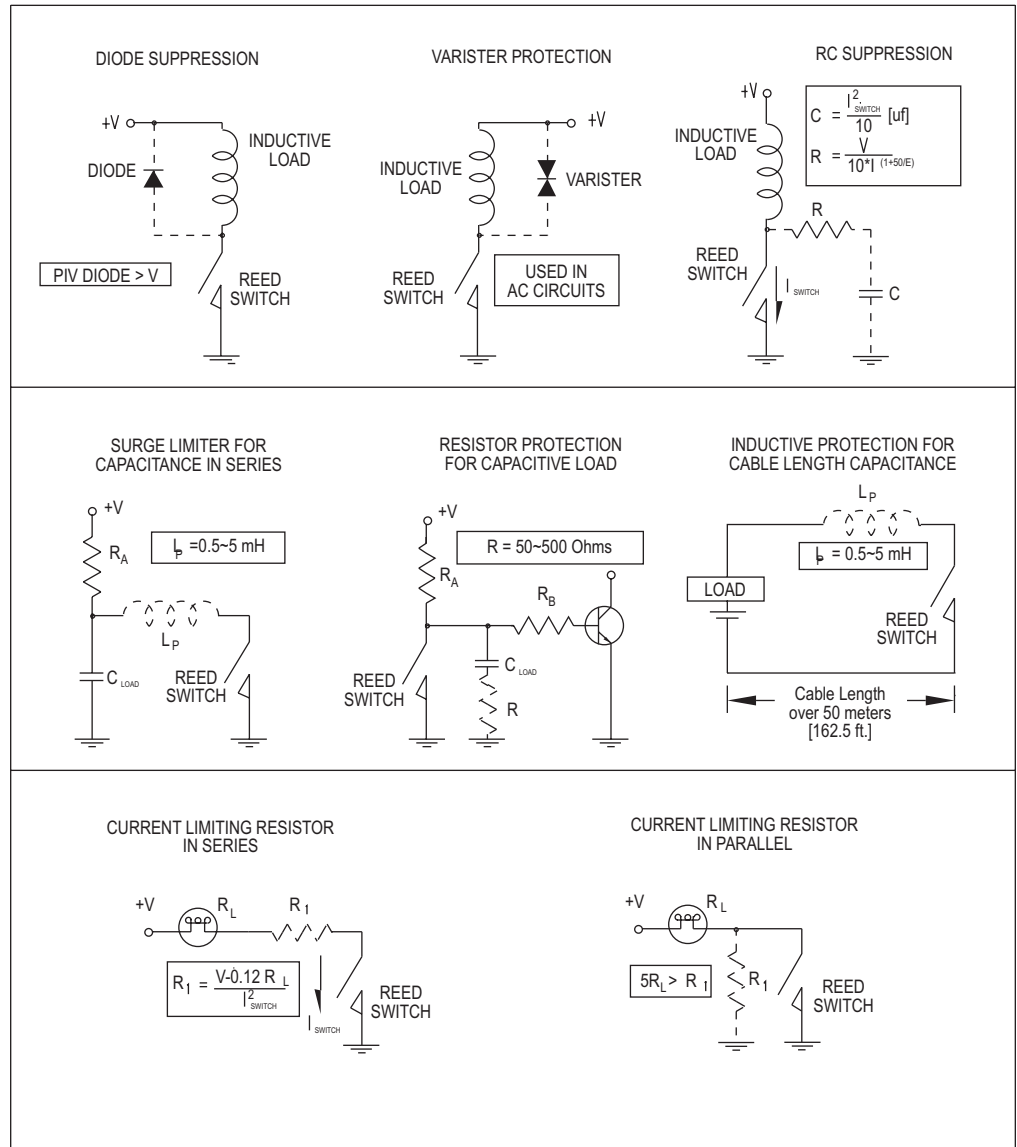 DIODE SUPPRESSION
+V
DIODE
INDUCTIVE
LOAD
PIV DIODE > V
REED
SWITCH
VARISTER PROTECTION
+V
INDUCTIVE
LOAD
VARISTER
REED
SWITCH
USED IN
AC CIRCUITS
RC SUPPRESSION
+V
C = I²SWITCH / 10 [uf]
R = V / 10*I (1+50/E)
INDUCTIVE
LOAD
R
REED
SWITCH
I SWITCH
C
SURGE LIMITER FOR
CAPACITANCE IN SERIES
+V
RA
LP =0.5~5 mH
LP
C LOAD
REED
SWITCH
RESISTOR PROTECTION
FOR CAPACITIVE LOAD
+V
R = 50~500 Ohms
RA
RB
REED
SWITCH
C LOAD
R
INDUCTIVE PROTECTION FOR
CABLE LENGTH CAPACITANCE
LP
LP = 0.5~5 mH
LOAD
REED
SWITCH
Cable Length
over 50 meters
[162.5 ft.]
CURRENT LIMITING RESISTOR
IN SERIES
+V
RL
R1
R1 = V-0.12 RL / I²SWITCH
I SWITCH
REED
SWITCH
CURRENT LIMITING RESISTOR
IN PARALLEL
+V
RL
5RL > R1
R1
REED
SWITCH